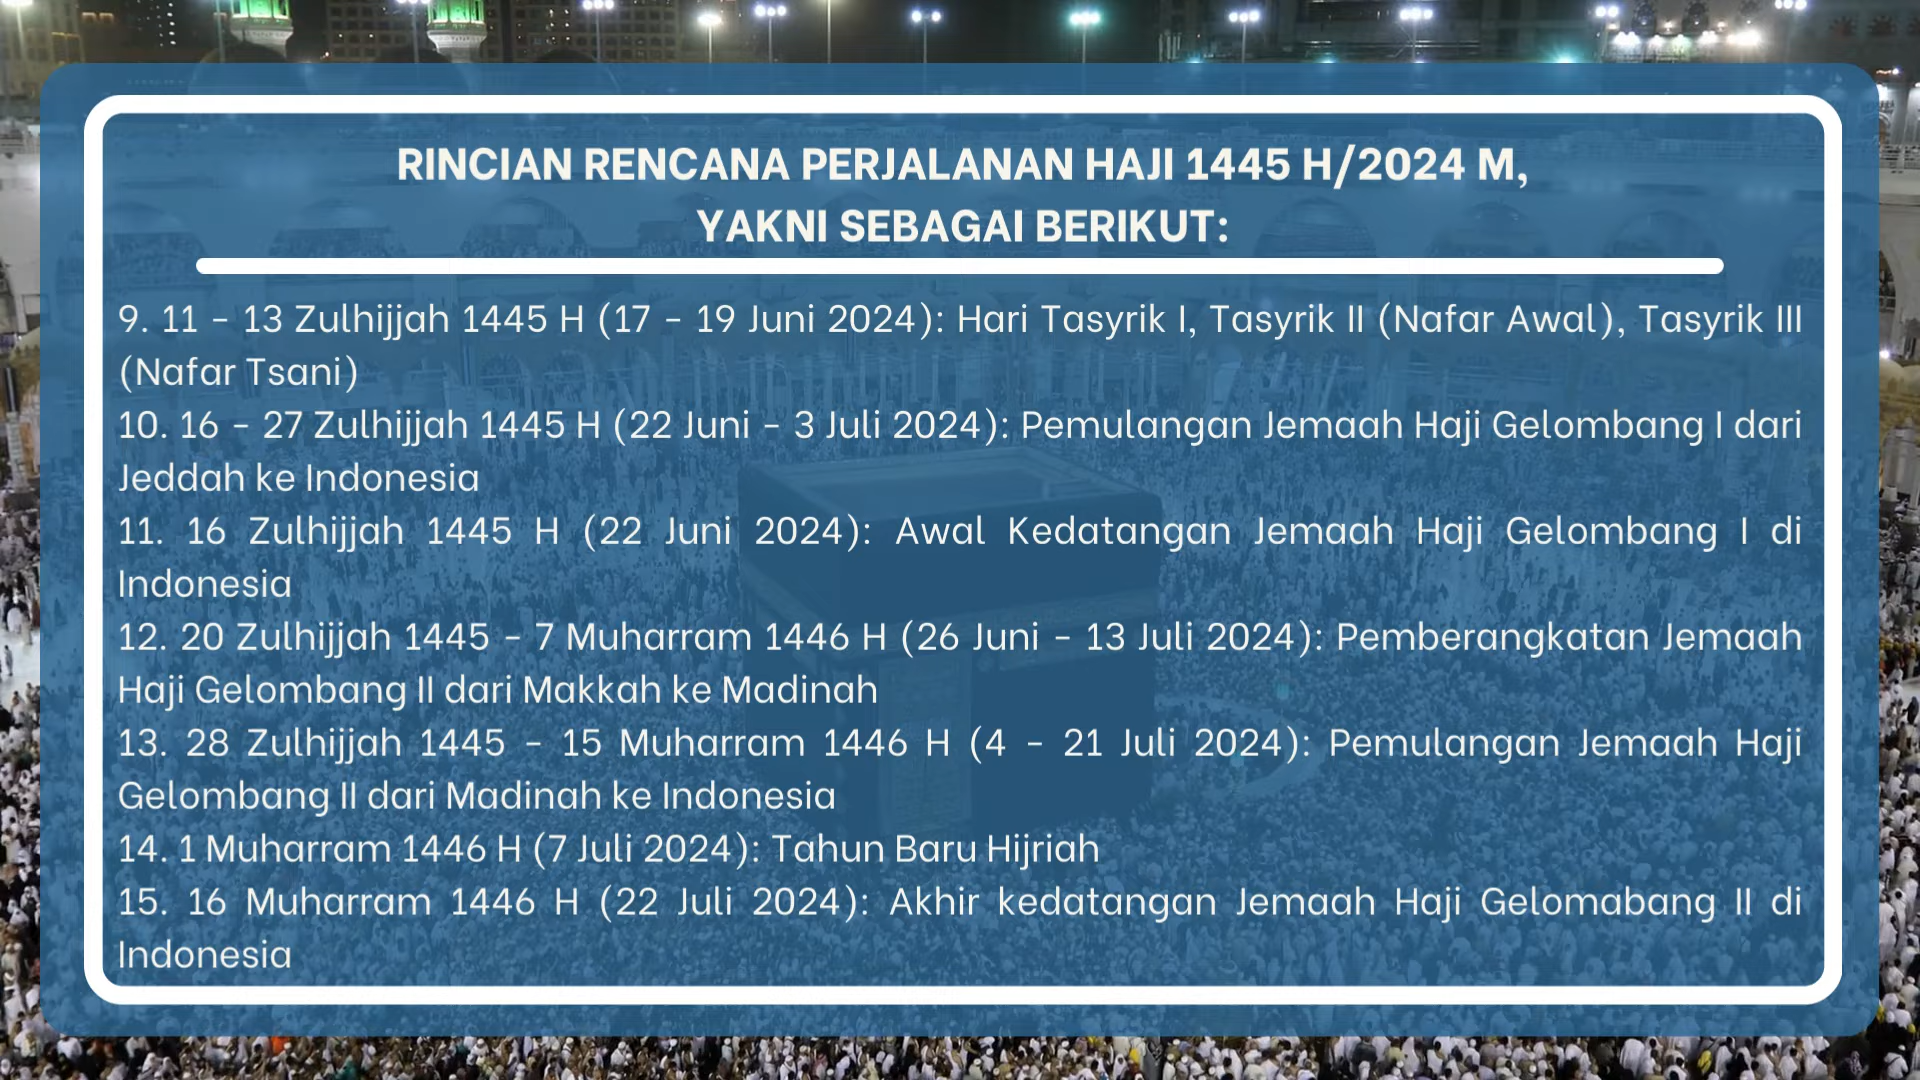 RINCIAN RENCANA PERJALANAN HAJI 1445 H/2024 M,
YAKNI SEBAGAI BERIKUT:
9. 11 - 13 Zulhijjah 1445 H (17 - 19 Juni 2024): Hari Tasyrik I, Tasyrik II (Nafar Awal), Tasyrik III
(Nafar Tsani)
10. 16 - 27 Zulhijjah 1445 H (22 Juni - 3 Juli 2024): Pemulangan Jemaah Haji Gelombang I dari
Jeddah ke Indonesia
11. 16 Zulhijjah 1445 H (22 Juni 2024): Awal Kedatangan Jemaah Haji Gelombang I di
Indonesia
12. 20 Zulhijjah 1445 - 7 Muharram 1446 H (26 Juni - 13 Juli 2024): Pemberangkatan Jemaah
Haji Gelombang II dari Makkah ke Madinah
13. 28 Zulhijjah 1445 - 15 Muharram 1446 H (4 - 21 Juli 2024): Pemulangan Jemaah Haji
Gelombang II dari Madinah ke Indonesia
14. 1 Muharram 1446 H (7 Juli 2024): Tahun Baru Hijriah
15. 16 Muharram 1446 H (22 Juli 2024): Akhir kedatangan Jemaah Haji Gelomabang II di
Indonesia